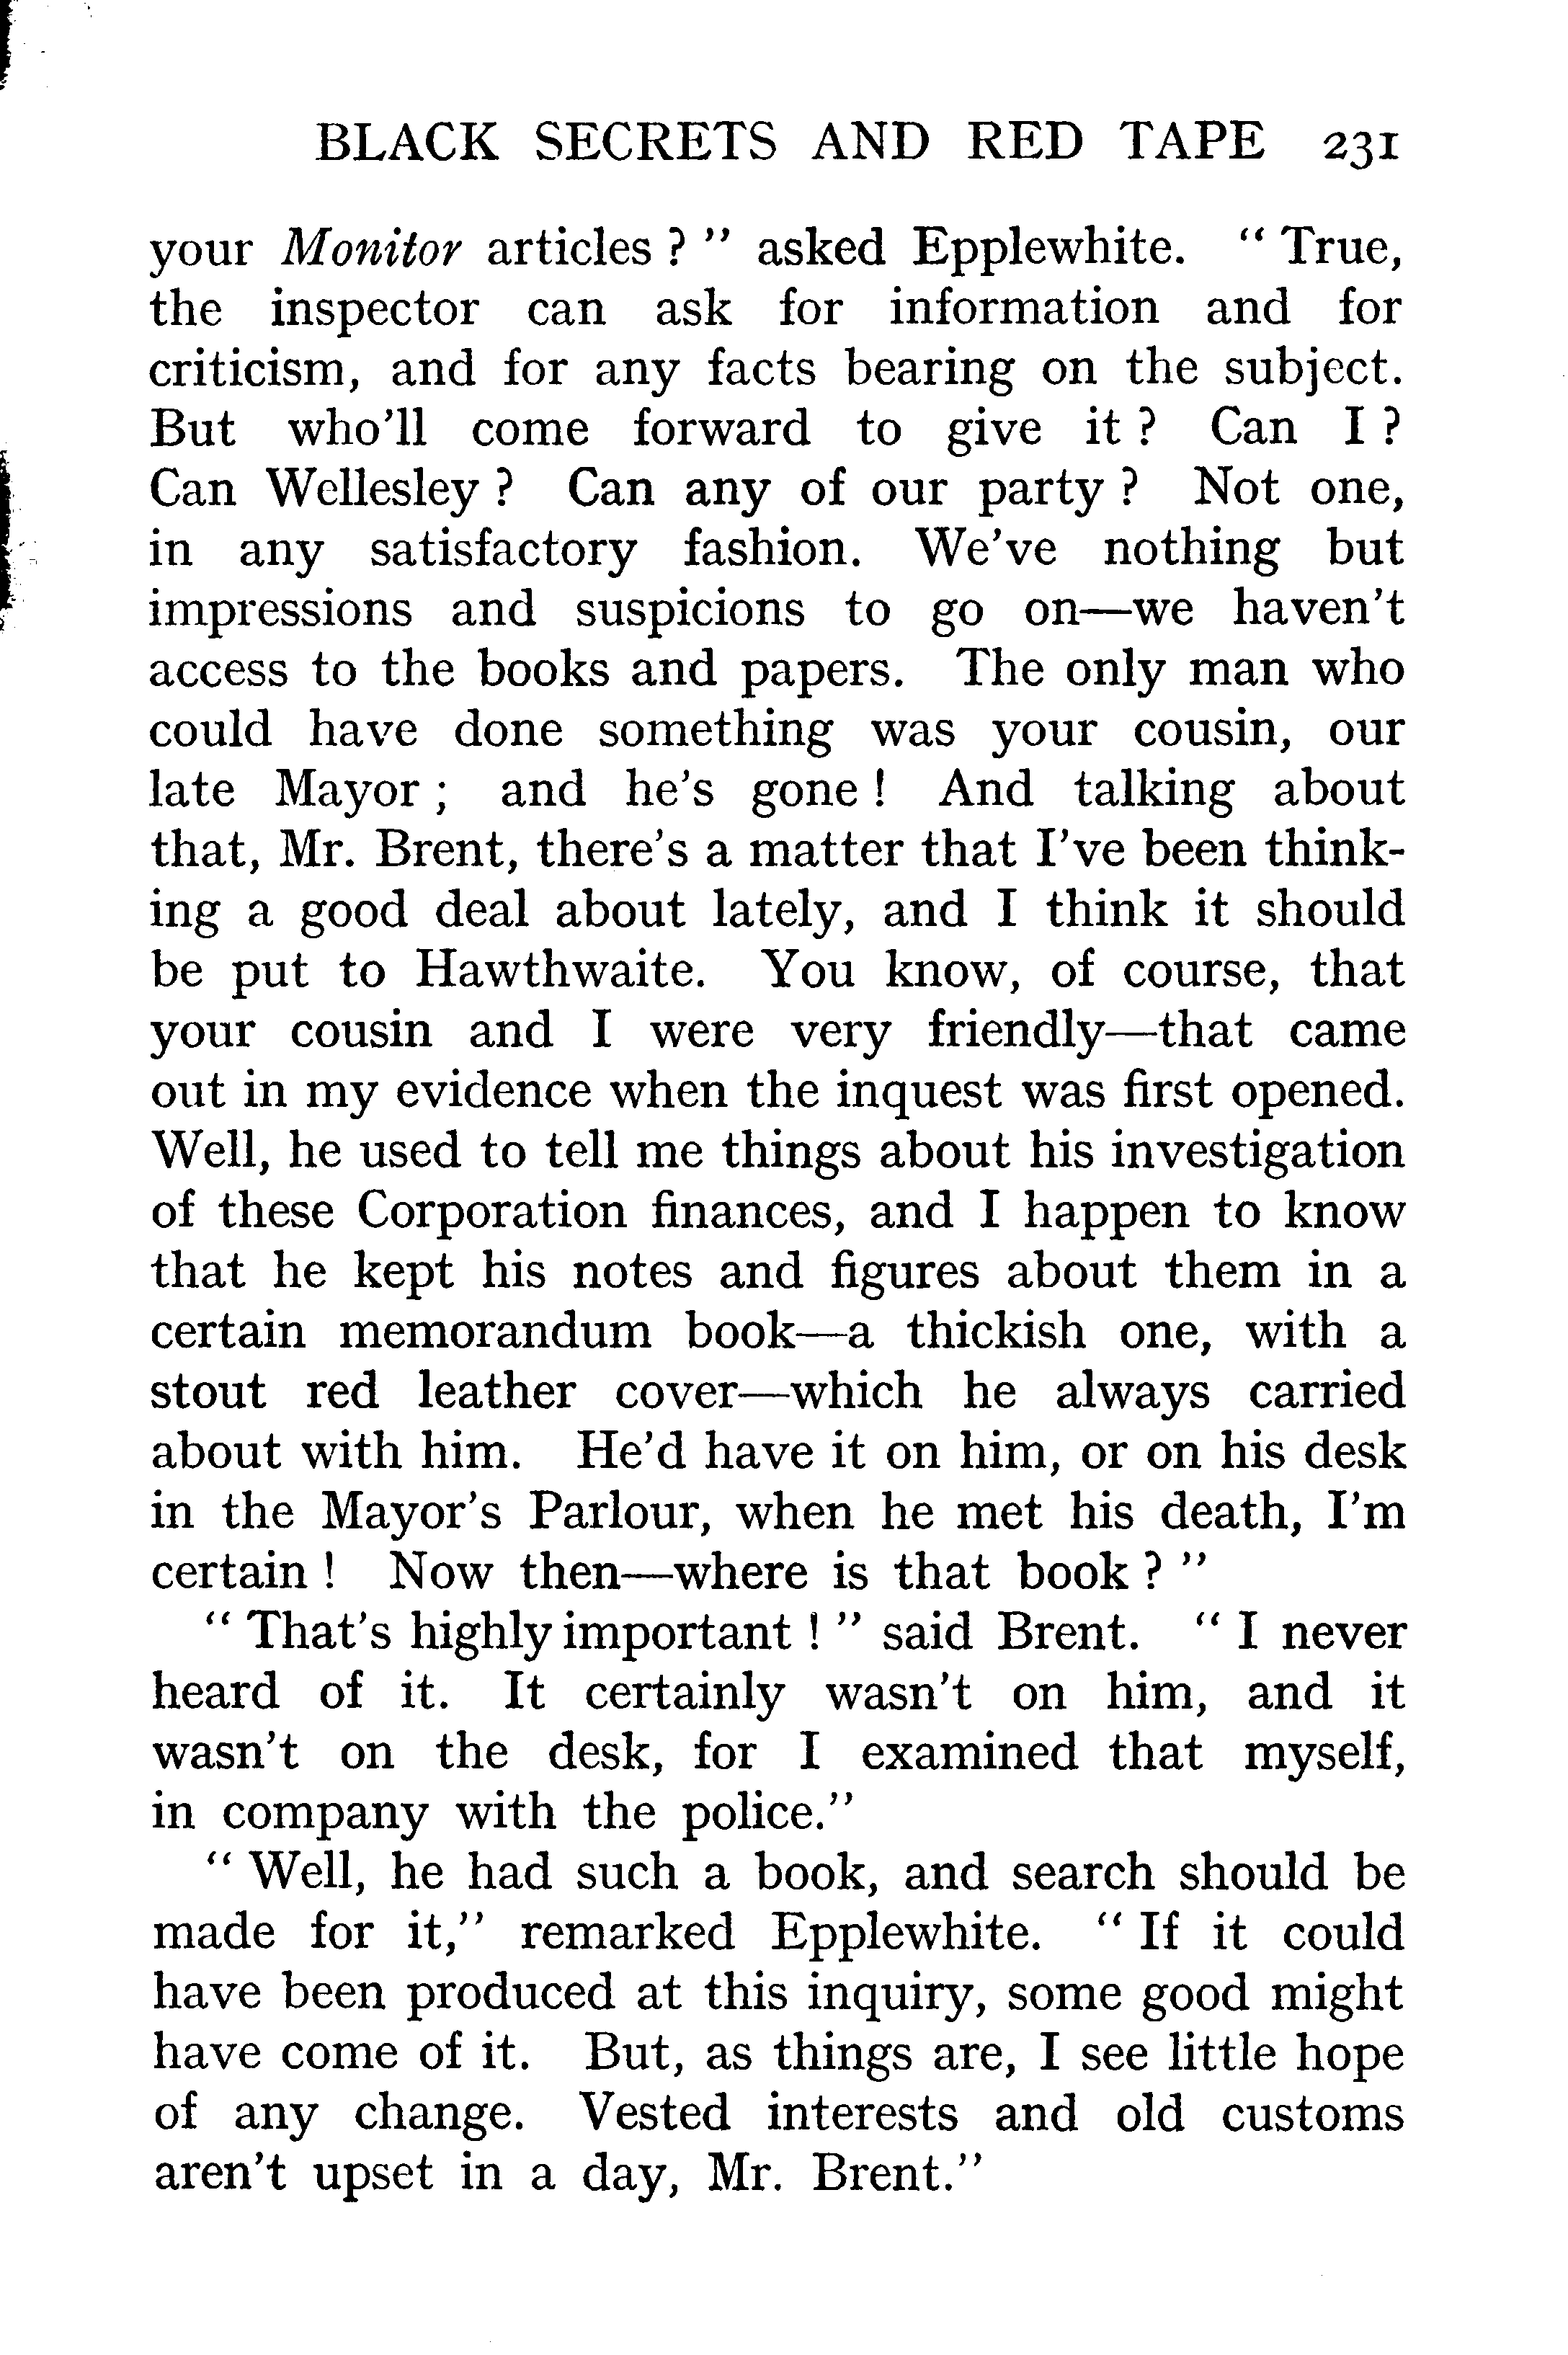 BLACK SECRETS AND RED TAPE 231
your Monitor articles ? " asked Epplewhite. " True,
the inspector can ask for information and for
criticism, and for any facts bearing on the subject.
But who'll come forward to give it ? Can I ?
Can Wellesley ? Can any of our party ? Not one,
in any satisfactory fashion. We've nothing but
impressions and suspicions to go on—we haven't
access to the books and papers. The only man who
could have done something was your cousin, our
late Mayor ; and he's gone ! And talking about
that, Mr. Brent, there's a matter that I've been think-
ing a good deal about lately, and I think it should
be put to Hawthwaite. You know, of course, that
your cousin and I were very friendly—that came
out in my evidence when the inquest was first opened.
Well, he used to tell me things about his investigation
of these Corporation finances, and I happen to know
that he kept his notes and figures about them in a
certain memorandum book—a thickish one, with a
stout red leather cover—which he always carried
about with him. He'd have it on him, or on his desk
in the Mayor's Parlour, when he met his death, I'm
certain ! Now then—where is that book ? "
" That's highly important ! " said Brent. " I never
heard of it. It certainly wasn't on him, and it
wasn't on the desk, for I examined that myself,
in company with the police."
" Well, he had such a book, and search should be
made for it," remarked Epplewhite. " If it could
have been produced at this inquiry, some good might
have come of it. But, as things are, I see little hope
of any change. Vested interests and old customs
aren't upset in a day, Mr. Brent."